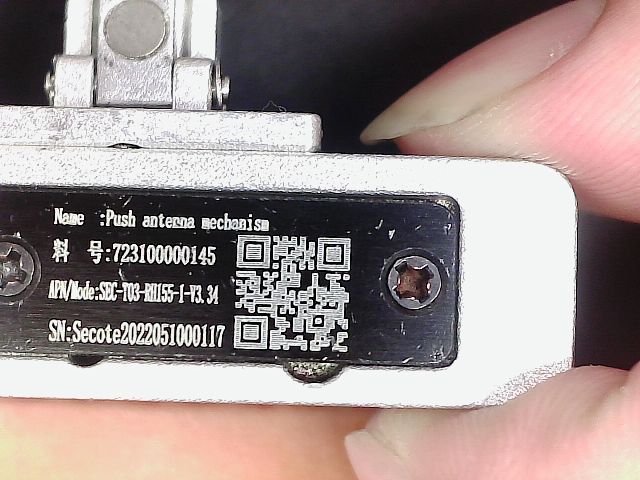 Name :Push antenna mechanism
料 号:723100000145
APN/Mode:SEC-T03-RH155-1-V3.34
SN:Secote2022051000117